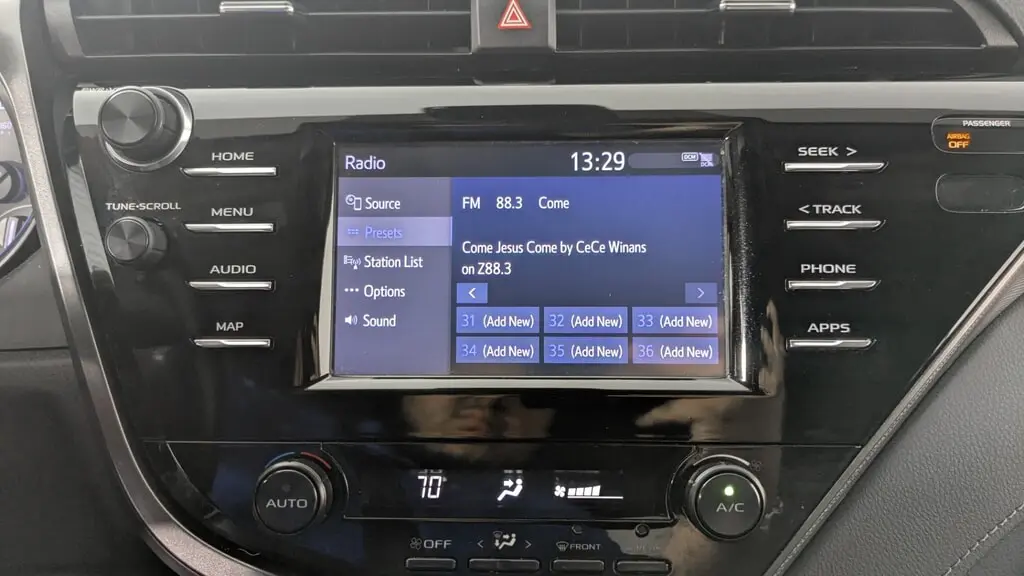 PASSENGER
AIRBAG
OFF
HOME
MENU
AUDIO
MAP
TUNE•SCROLL
Radio
13:29
DCM
Source
Presets
Station List
Options
Sound
FM 88.3 Come
Come Jesus Come by CeCe Winans
on Z88.3
<
>
31 (Add New) 32 (Add New) 33 (Add New)
34 (Add New) 35 (Add New) 36 (Add New)
SEEK >
< TRACK
PHONE
APPS
AUTO
70
A/C
OFF
< >
FRONT